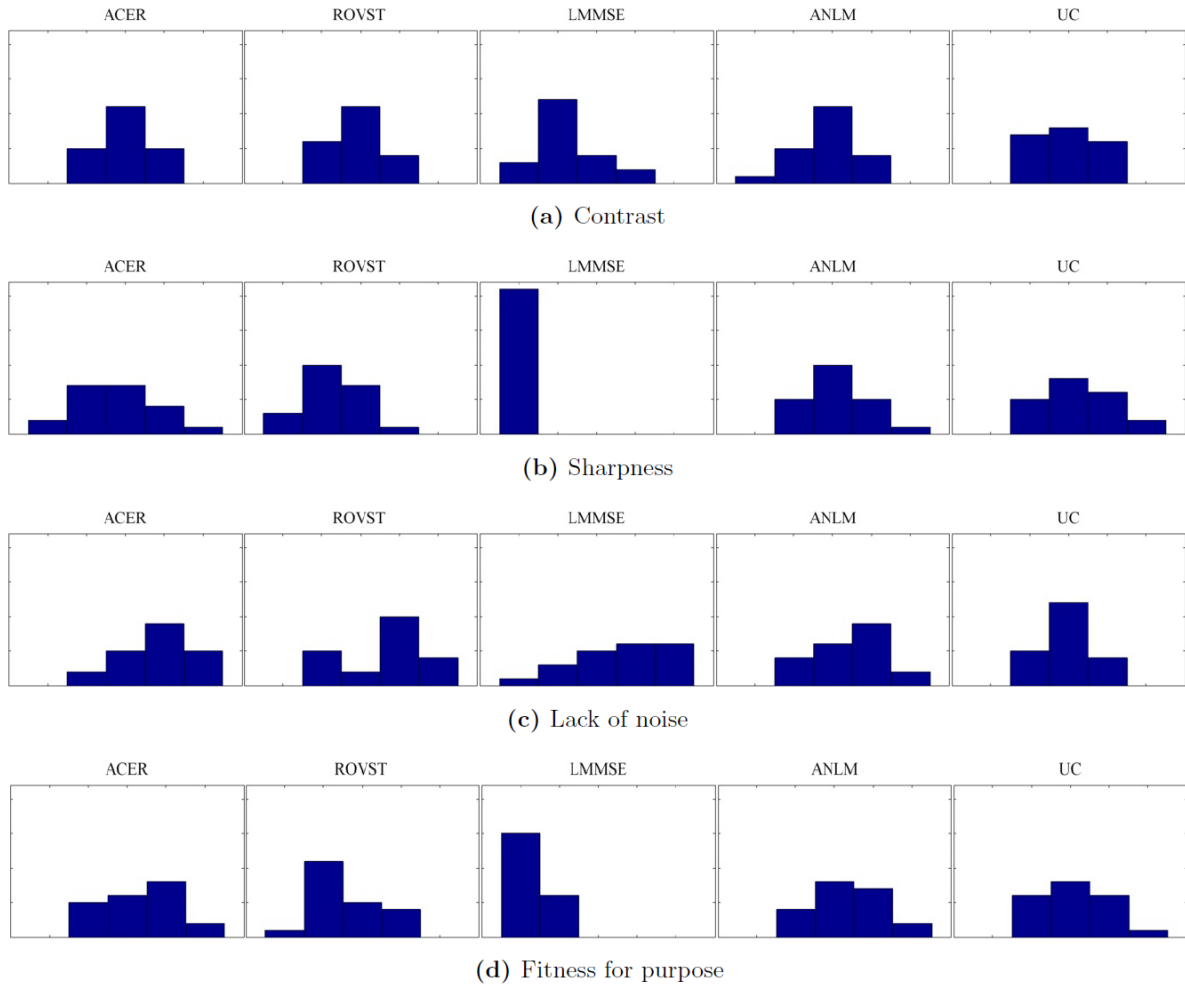 ACER ROVST LMMSE ANLM UC
(a) Contrast
ACER ROVST LMMSE ANLM UC
(b) Sharpness
ACER ROVST LMMSE ANLM UC
(c) Lack of noise
ACER ROVST LMMSE ANLM UC
(d) Fitness for purpose